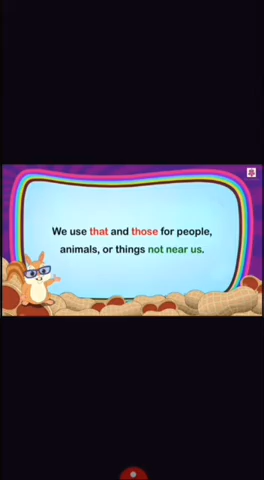 We use that and those for people,
animals, or things not near us.